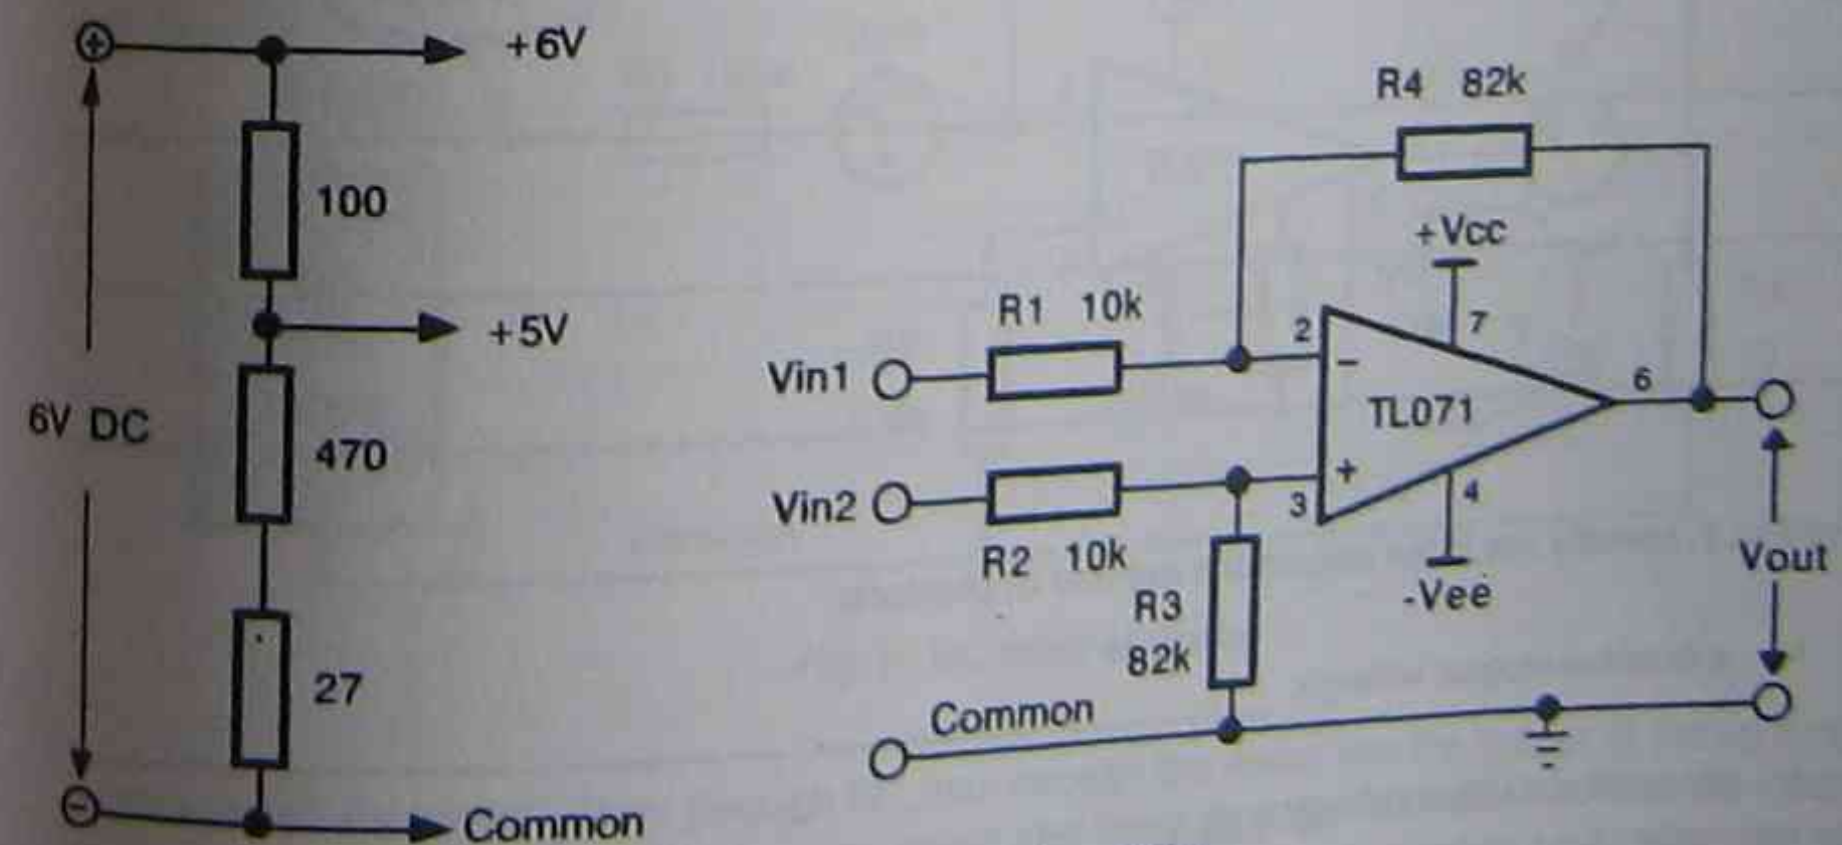 +6V
100
+5V
6V DC
470
27
Common
R4 82k
+Vcc
R1 10k
2
7
Vin1
−
TL071
6
Vin2
+
3
4
R2 10k
-Vee
R3
82k
Vout
Common